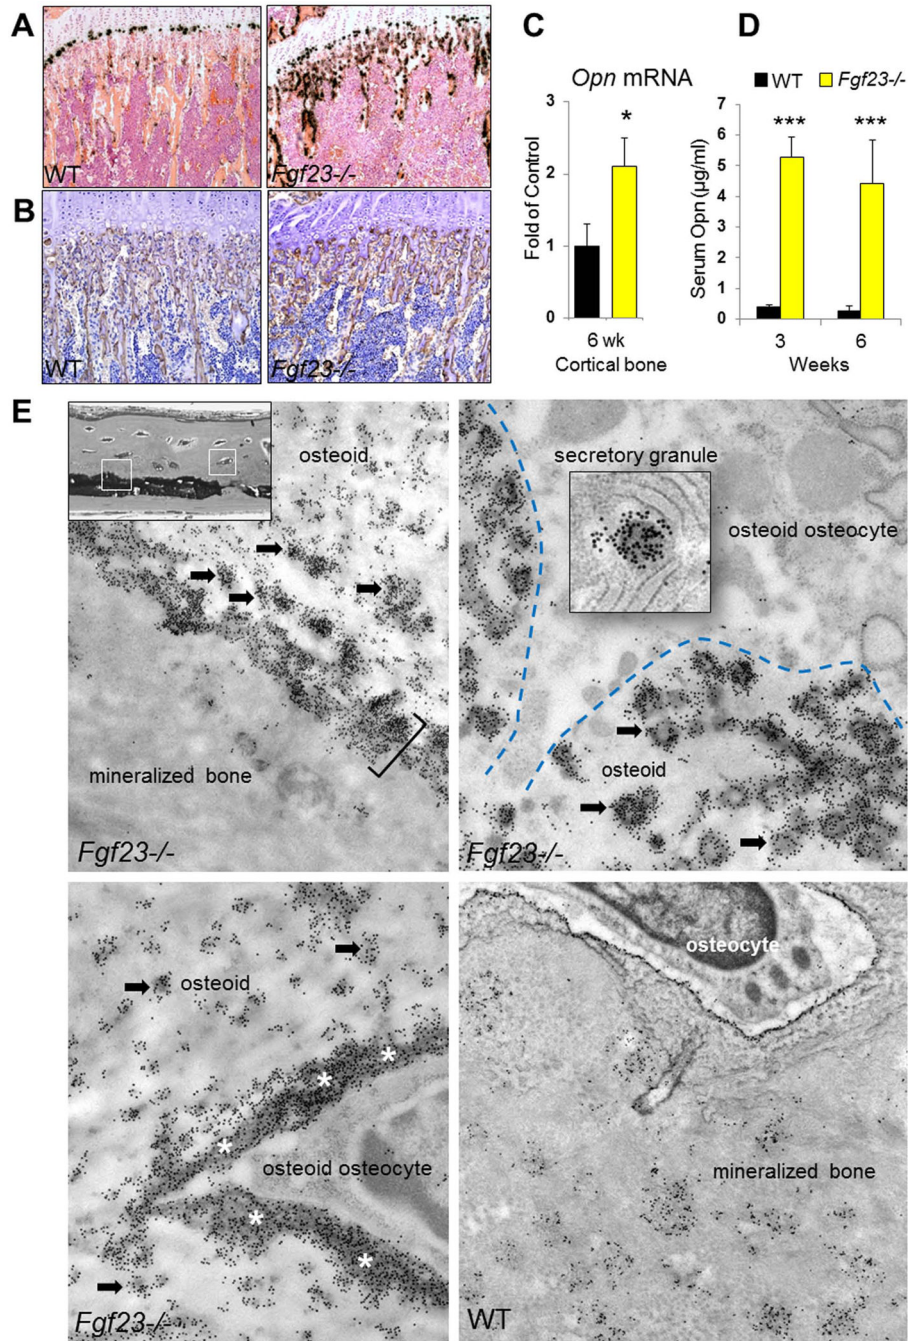 A
WT
Fgf23-/-
B
WT
Fgf23-/-
C
Opn mRNA
Fold of Control
3
2
1
0
*
6 wk
Cortical bone
D
WT
Fgf23-/-
Serum Opn (µg/ml)
7
6
5
4
3
2
1
0
***
***
3
6
Weeks
E
osteoid
mineralized bone
Fgf23-/-
secretory granule
osteoid osteocyte
osteoid
Fgf23-/-
osteoid
*
*
*
osteoid osteocyte
*
*
Fgf23-/-
osteocyte
mineralized bone
WT